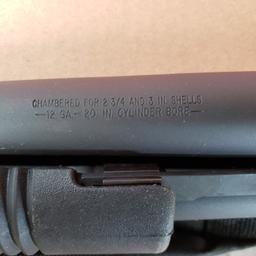 CHAMBERED FOR 2 3/4 AND 3 IN. SHELLS
—12 GA.— 20 IN. CYLINDER BORE—